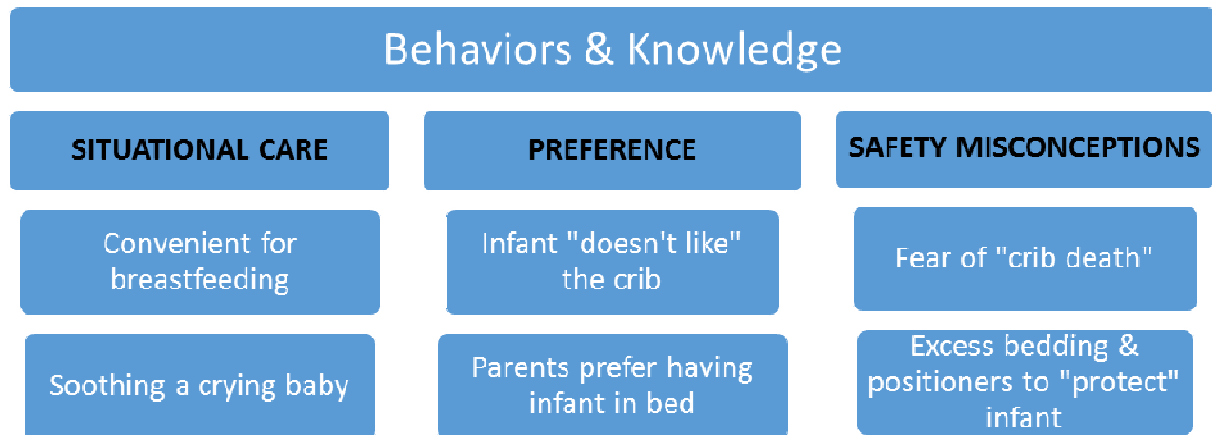 Behaviors & Knowledge
SITUATIONAL CARE
Convenient for
breastfeeding
Soothing a crying baby
PREFERENCE
Infant "doesn't like"
the crib
Parents prefer having
infant in bed
SAFETY MISCONCEPTIONS
Fear of "crib death"
Excess bedding &
positioners to "protect"
infant